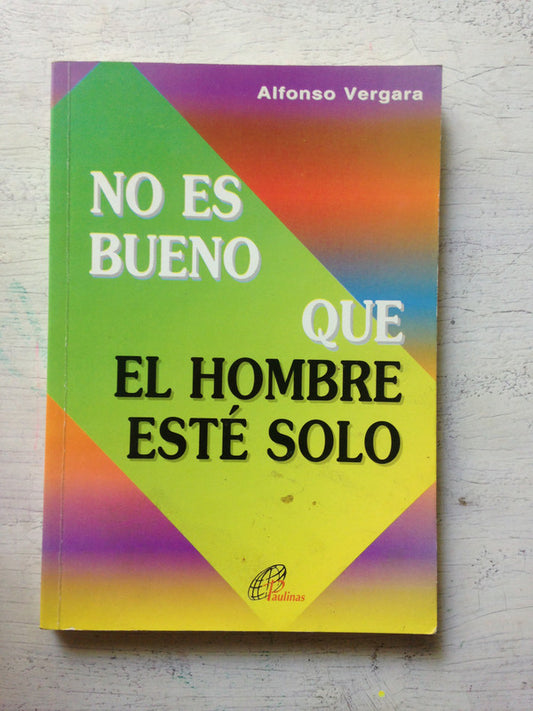 Alfonso Vergara
NO ES
BUENO
QUE
EL HOMBRE
ESTÉ SOLO
Paulinas